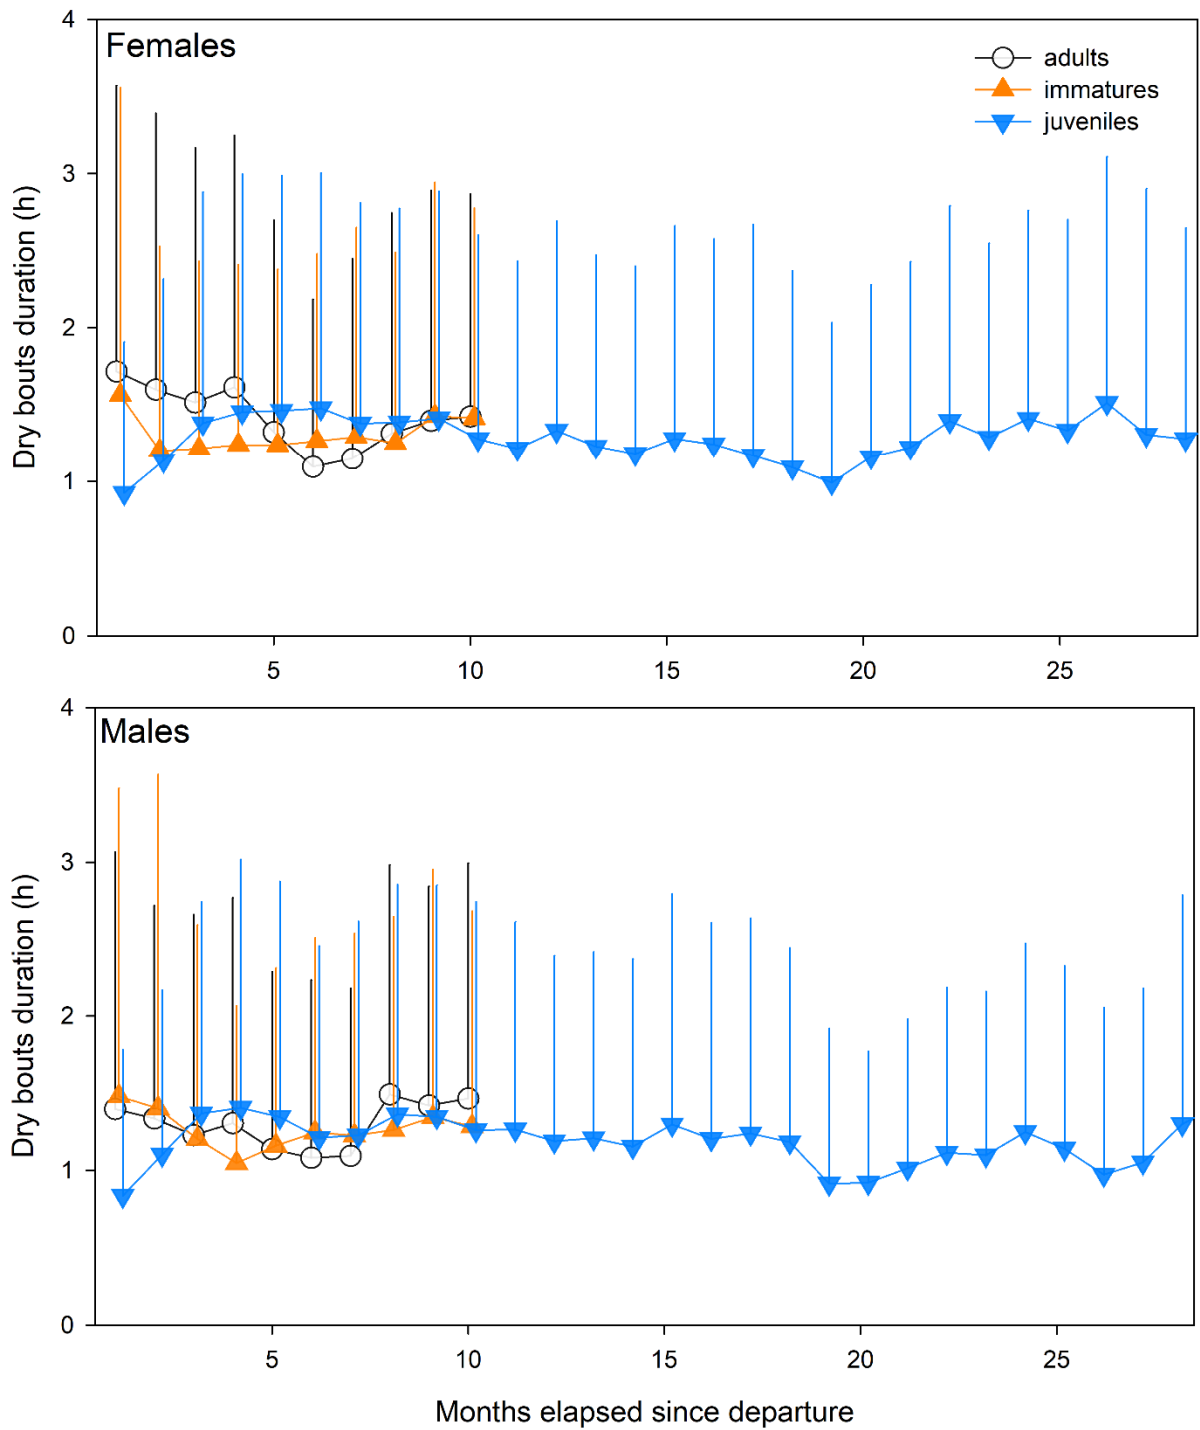 Females
adults
immatures
juveniles
Dry bouts duration (h)
4
3
2
1
0
5
10
15
20
25
Males
Dry bouts duration (h)
4
3
2
1
0
5
10
15
20
25
Months elapsed since departure